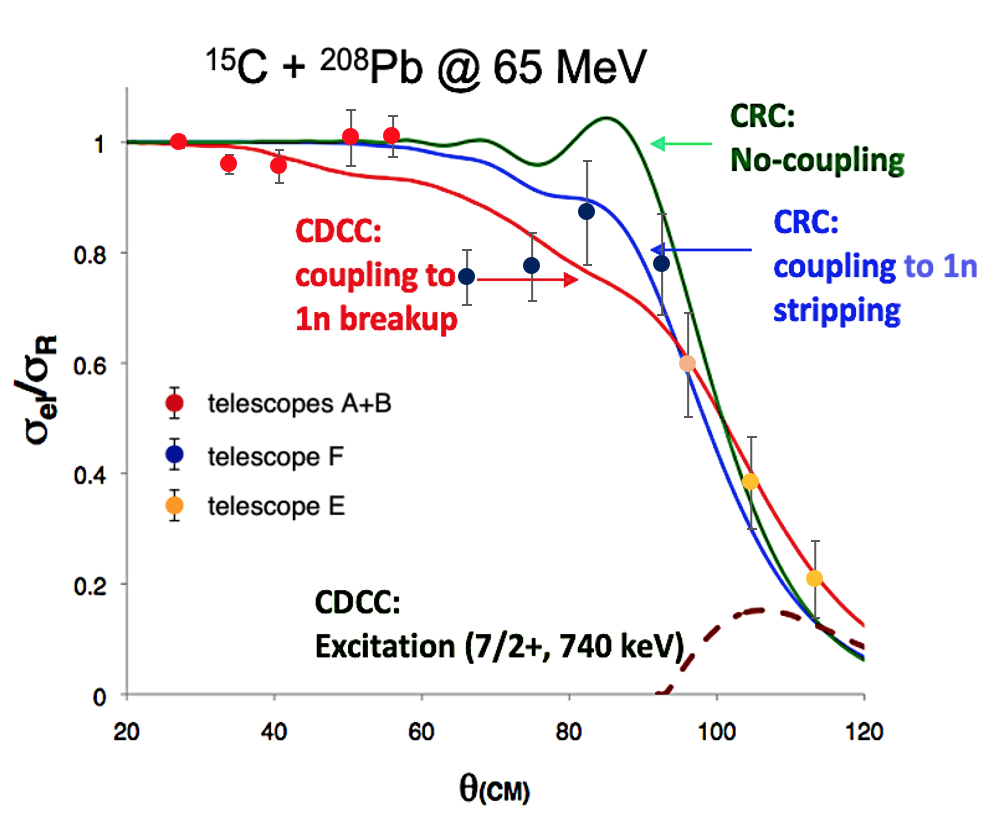 ¹⁵C + ²⁰⁸Pb @ 65 MeV
CRC:
No-coupling
CRC:
coupling to 1n
stripping
CDCC:
coupling to
1n breakup
telescopes A+B
telescope F
telescope E
CDCC:
Excitation (7/2+, 740 keV)
σel/σR
1
0.8
0.6
0.4
0.2
0
20
40
60
80
100
120
θ(CM)